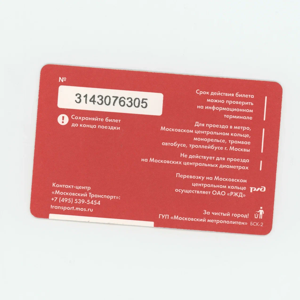 №
3143076305
Сохраняйте билет
до конца поездки
Срок действия билета
можно проверить
на информационном
терминале
Для проезда в метро,
Московском центральном кольце,
монорельсе, трамвае,
автобусе, троллейбусе г. Москвы
Не действует для проезда
на Московских центральных диаметрах
Перевозку на Московском
центральном кольце
осуществляет ОАО «РЖД»
Контакт-центр
«Московский Транспорт»:
+7 (495) 539-5454
transport.mos.ru
За чистый город!
ГУП «Московский метрополитен»